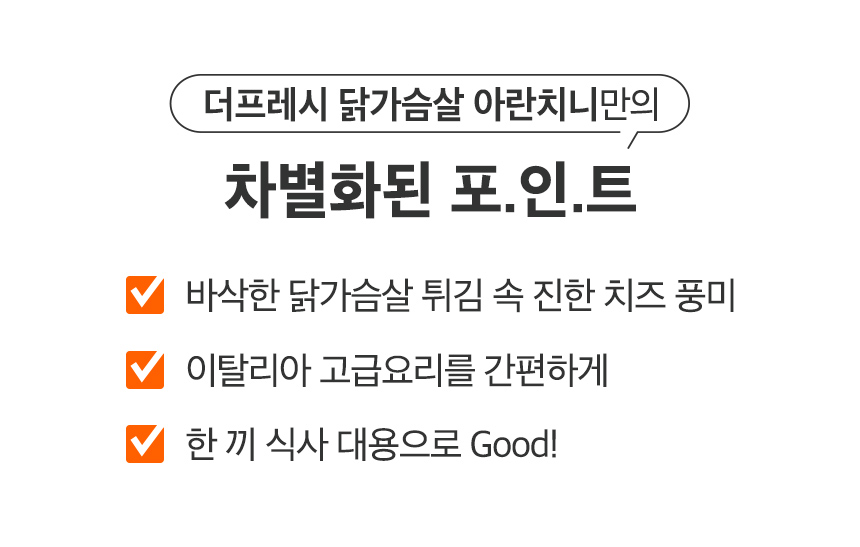 더프레시 닭가슴살 아란치니만의
차별화된 포.인.트
바삭한 닭가슴살 튀김 속 진한 치즈 풍미
이탈리아 고급요리를 간편하게
한 끼 식사 대용으로 Good!